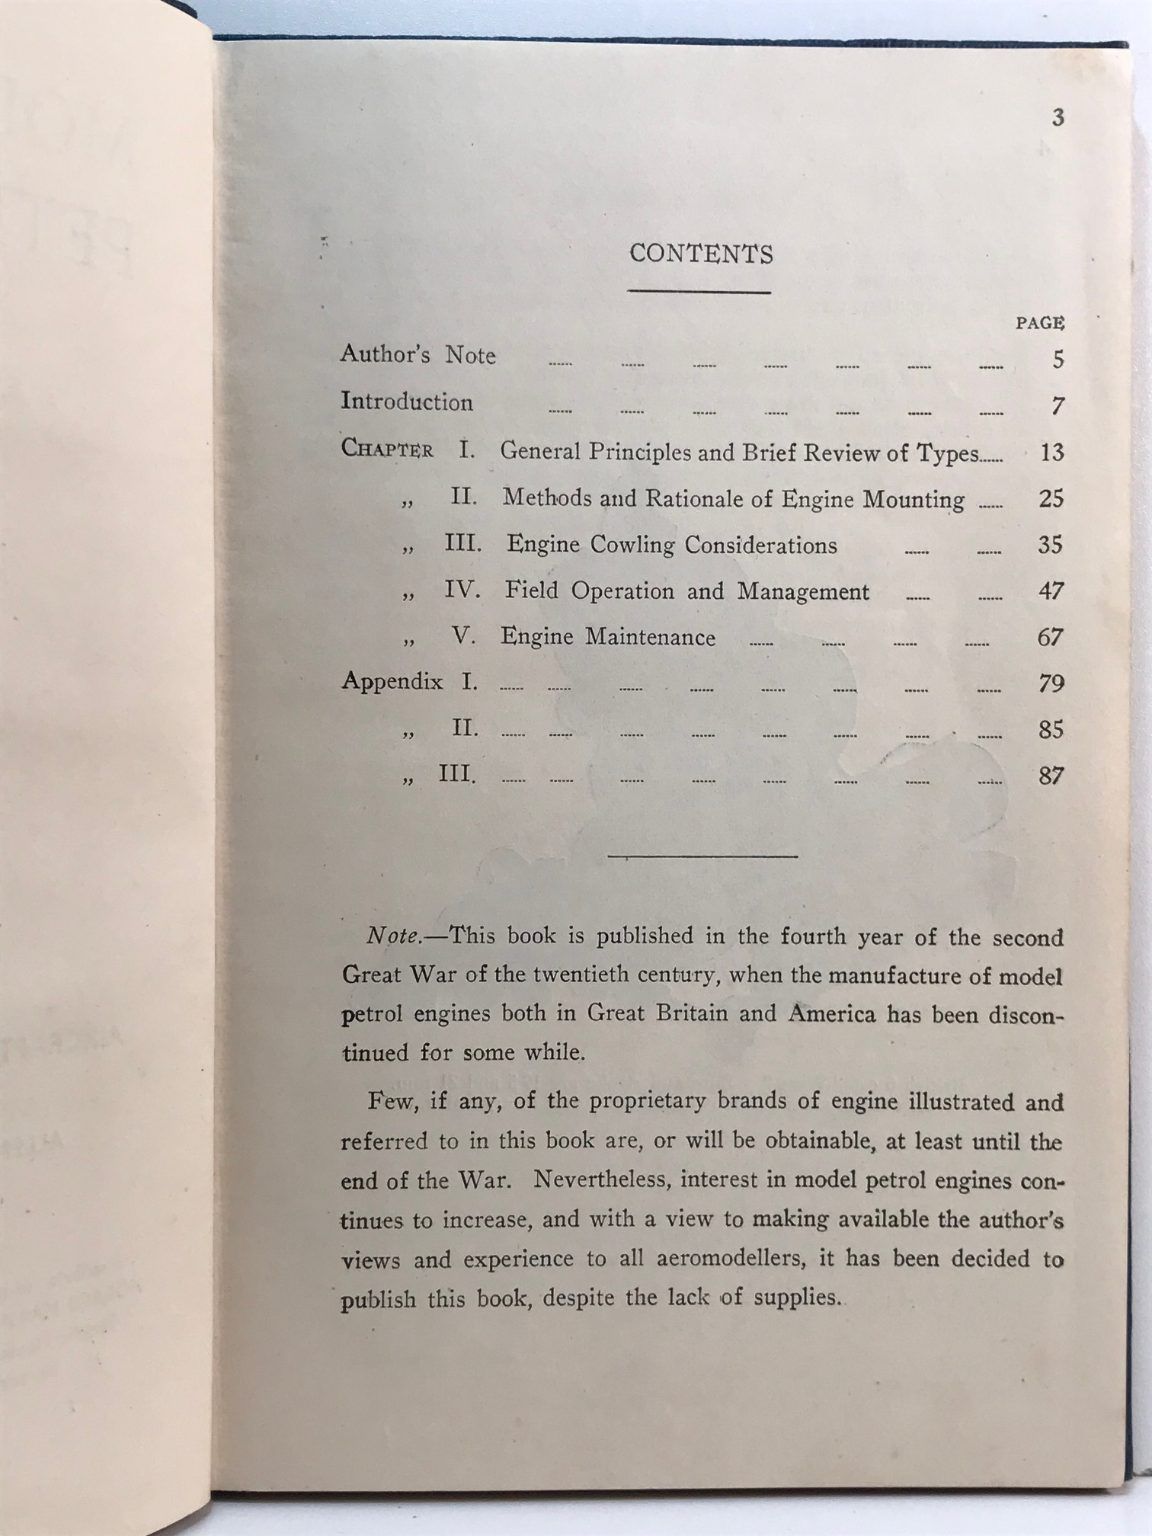 3
CONTENTS
PAGE
Author's Note ...... ...... ...... ...... ...... ...... ...... 5
Introduction ...... ...... ...... ...... ...... ...... ...... 7
CHAPTER I. General Principles and Brief Review of Types...... 13
„ II. Methods and Rationale of Engine Mounting ...... 25
„ III. Engine Cowling Considerations ...... ...... 35
„ IV. Field Operation and Management ...... ...... 47
„ V. Engine Maintenance ...... ...... ...... ...... 67
Appendix I. ...... ...... ...... ...... ...... ...... ...... ...... 79
„ II. ...... ...... ...... ...... ...... ...... ...... ...... 85
„ III. ...... ...... ...... ...... ...... ...... ...... ...... 87
Note.—This book is published in the fourth year of the second
Great War of the twentieth century, when the manufacture of model
petrol engines both in Great Britain and America has been discon-
tinued for some while.
Few, if any, of the proprietary brands of engine illustrated and
referred to in this book are, or will be obtainable, at least until the
end of the War. Nevertheless, interest in model petrol engines con-
tinues to increase, and with a view to making available the author's
views and experience to all aeromodellers, it has been decided to
publish this book, despite the lack of supplies.